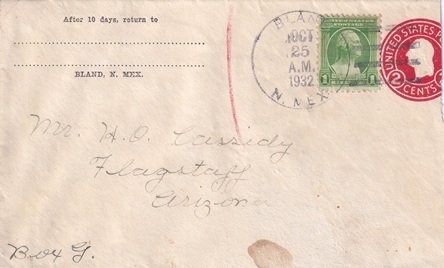 After 10 days, return to
BLAND, N. MEX.
BLAND
OCT
25
A.M.
1932
N. MEX.
1 1
UNITED STATES
2 CENTS
Mr. H.O. Cassidy
Flagstaff
Arizona
Box G.